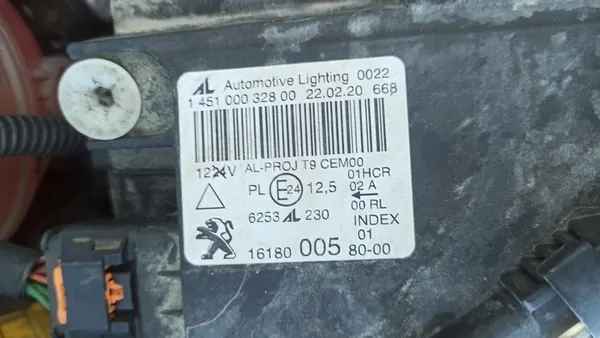 AL Automotive Lighting 0022
1 451 000 328 00 22.02.20 668
12 V AL-PROJ T9 CEM00
01HCR
PL E24 12,5 02 A
00 RL
6253 AL 230 INDEX
01
16180 005 80-00